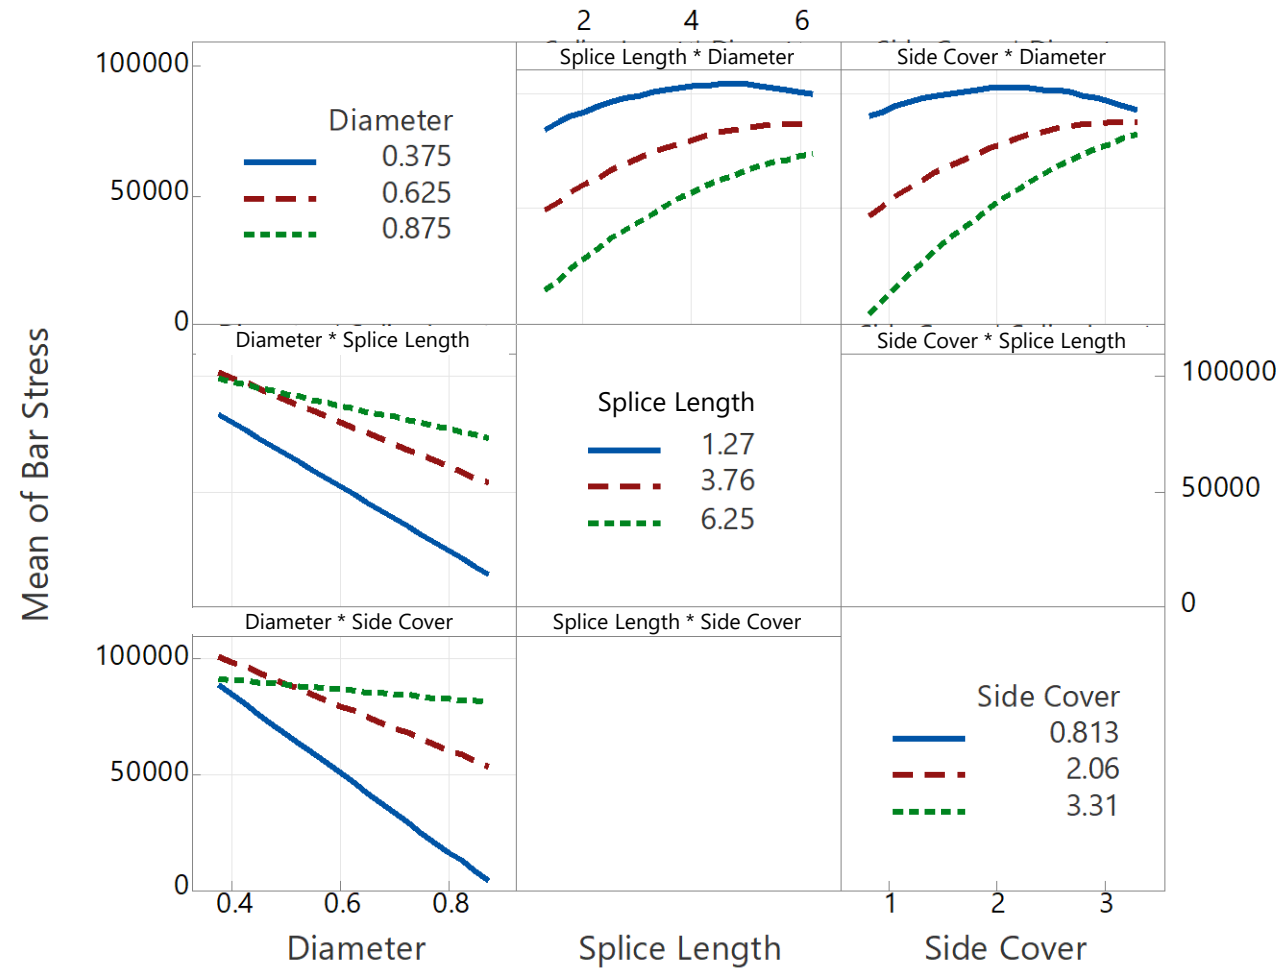 2 4 6
Splice Length * Diameter
Side Cover * Diameter
100000
50000
0
Diameter
0.375
0.625
0.875
Mean of Bar Stress
Diameter * Splice Length
Side Cover * Splice Length
Splice Length
1.27
3.76
6.25
100000
50000
0
Diameter * Side Cover
Splice Length * Side Cover
100000
50000
0
Side Cover
0.813
2.06
3.31
0.4 0.6 0.8
1 2 3
Diameter
Splice Length
Side Cover